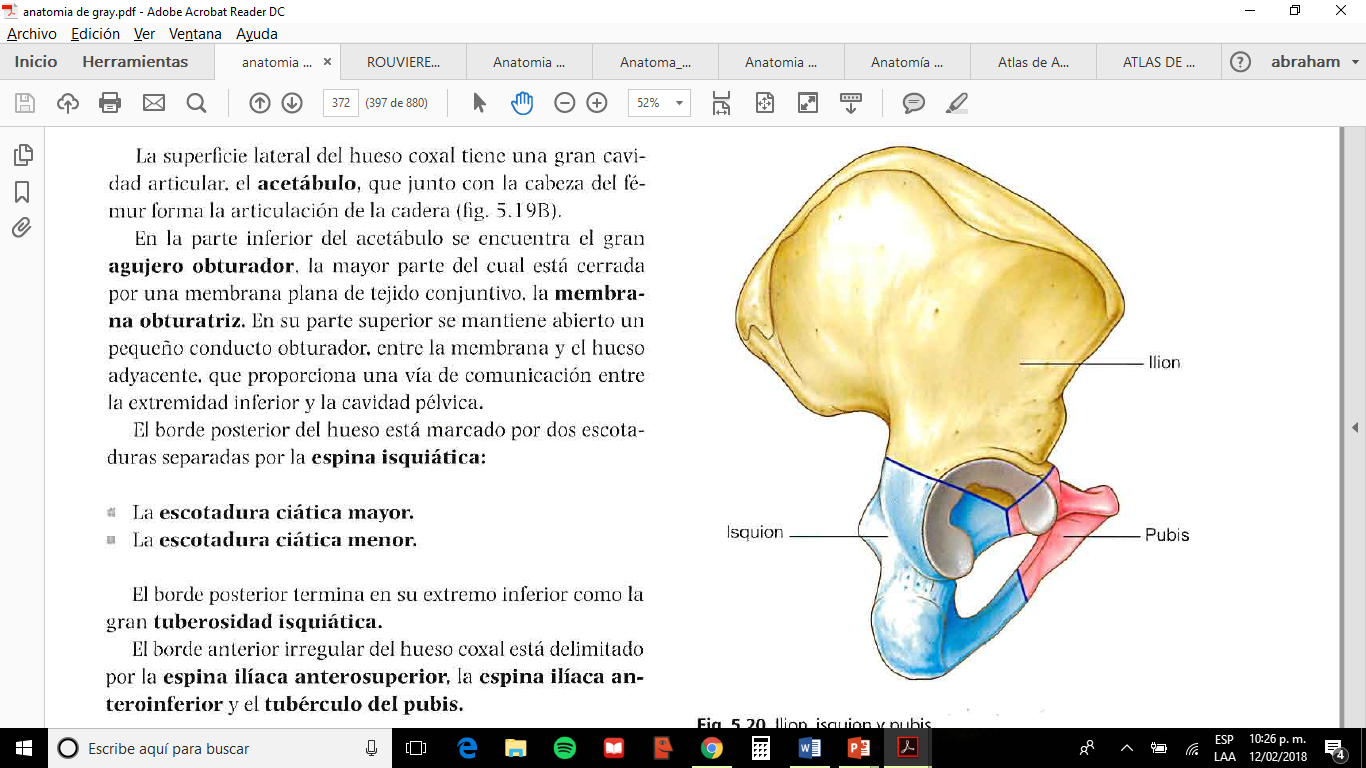 anatomia de gray.pdf - Adobe Acrobat Reader DC
Archivo Edición Ver Ventana Ayuda
Inicio Herramientas anatomia ... × ROUVIERE... Anatomia ... Anatoma_... Anatomia ... Anatomía ... Atlas de A... ATLAS DE ... ? abraham
372 (397 de 880) 52%
La superficie lateral del hueso coxal tiene una gran cavi-
dad articular, el acetábulo, que junto con la cabeza del fé-
mur forma la articulación de la cadera (fig. 5.19B).
En la parte inferior del acetábulo se encuentra el gran
agujero obturador, la mayor parte del cual está cerrada
por una membrana plana de tejido conjuntivo, la membra-
na obturatriz. En su parte superior se mantiene abierto un
pequeño conducto obturador, entre la membrana y el hueso
adyacente, que proporciona una vía de comunicación entre
la extremidad inferior y la cavidad pélvica.
El borde posterior del hueso está marcado por dos escota-
duras separadas por la espina isquiática:
La escotadura ciática mayor.
La escotadura ciática menor.
El borde posterior termina en su extremo inferior como la
gran tuberosidad isquiática.
El borde anterior irregular del hueso coxal está delimitado
por la espina ilíaca anterosuperior, la espina ilíaca an-
teroinferior y el tubérculo del pubis.
Ilion
Isquion
Pubis
Fig. 5.20 Ilion, isquion y pubis.
Escribe aquí para buscar
ESP 10:26 p. m.
LAA 12/02/2018
4